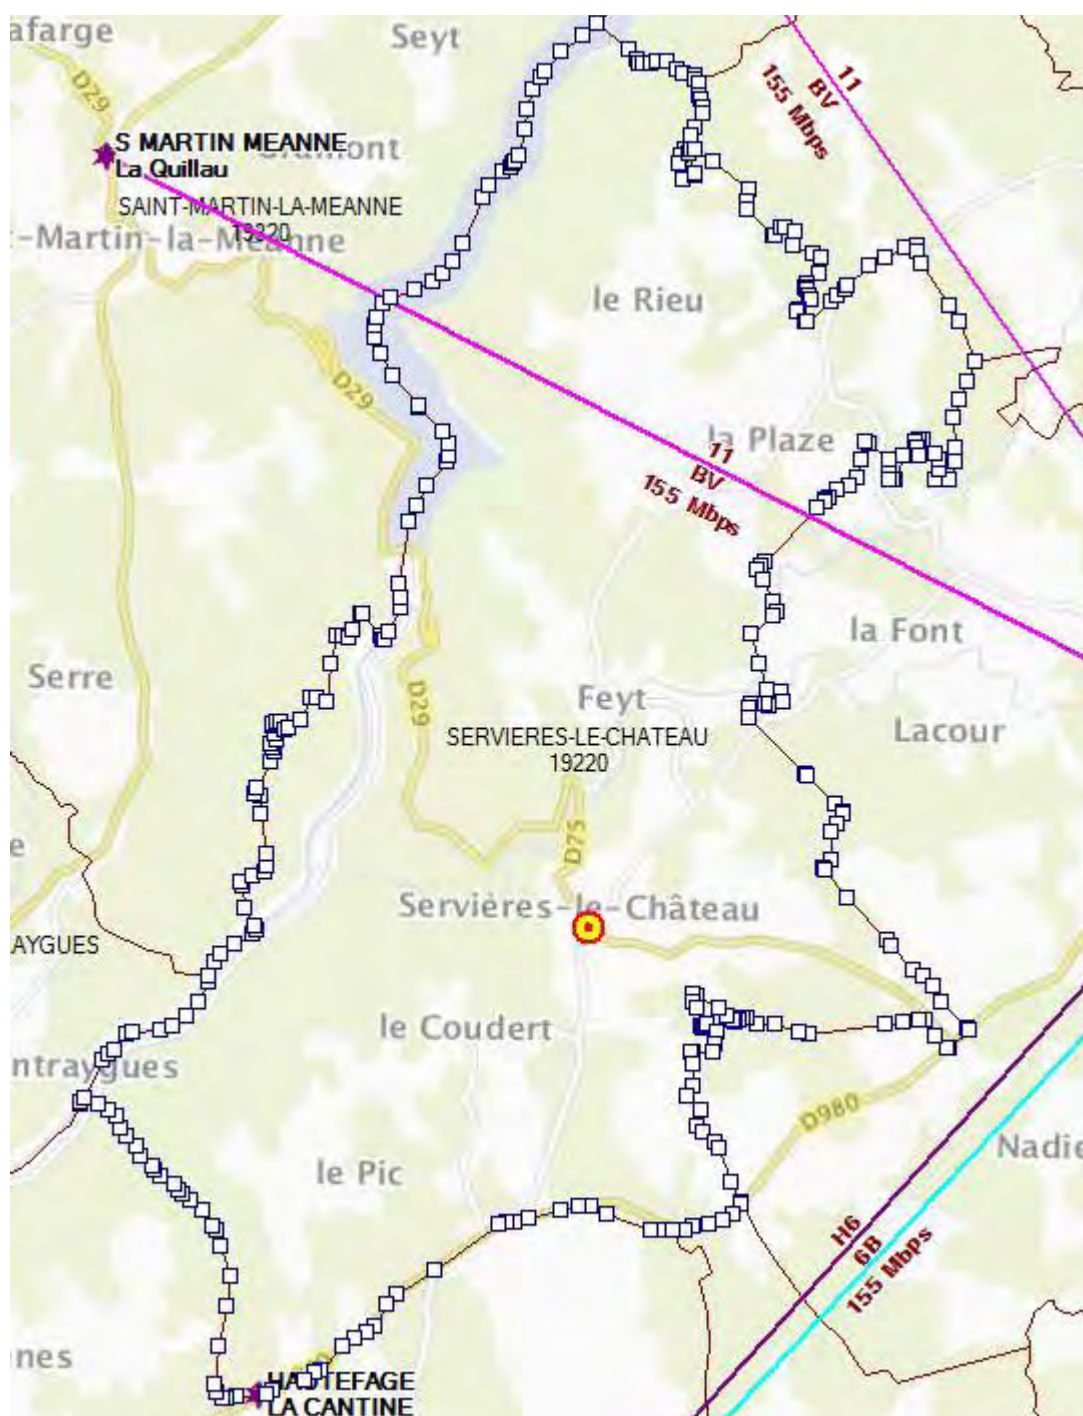 afarge
Seyt
D29
11
BV
155 Mbps
S MARTIN MEANNE
La Quillau
SAINT-MARTIN-LA-MEANNE
19320
-Martin-la-Méanne
le Rieu
D29
la Plaze
11
BV
155 Mbps
la Font
Serre
Feyt
D29
Lacour
SERVIERES-LE-CHATEAU
19220
e
D75
Servières-le-Château
AYGUES
le Coudert
ntraygues
D980
Nadie
le Pic
H6
6B
155 Mbps
nes
HAUTEFAGE
LA CANTINE